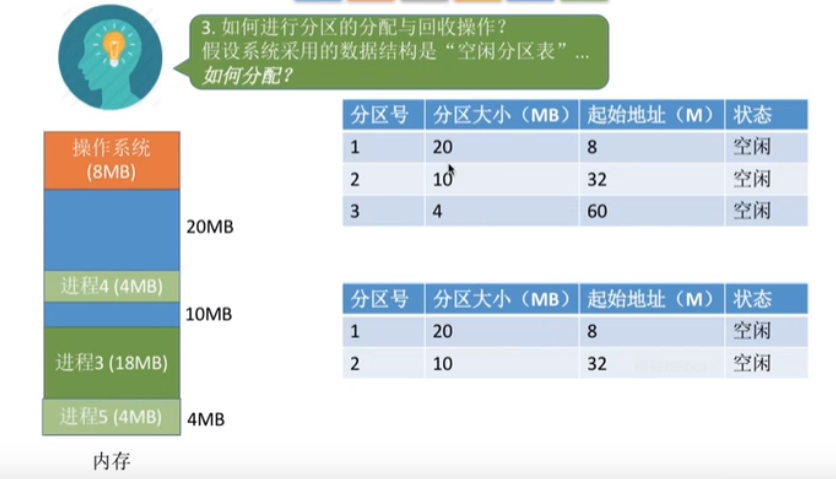 3. 如何进行分区的分配与回收操作？
假设系统采用的数据结构是“空闲分区表”...
如何分配？
操作系统
(8MB)
20MB
进程4 (4MB)
10MB
进程3 (18MB)
进程5 (4MB)
4MB
内存
分区号 分区大小（MB） 起始地址（M） 状态
1 20 8 空闲
2 10 32 空闲
3 4 60 空闲
分区号 分区大小（MB） 起始地址（M） 状态
1 20 8 空闲
2 10 32 空闲